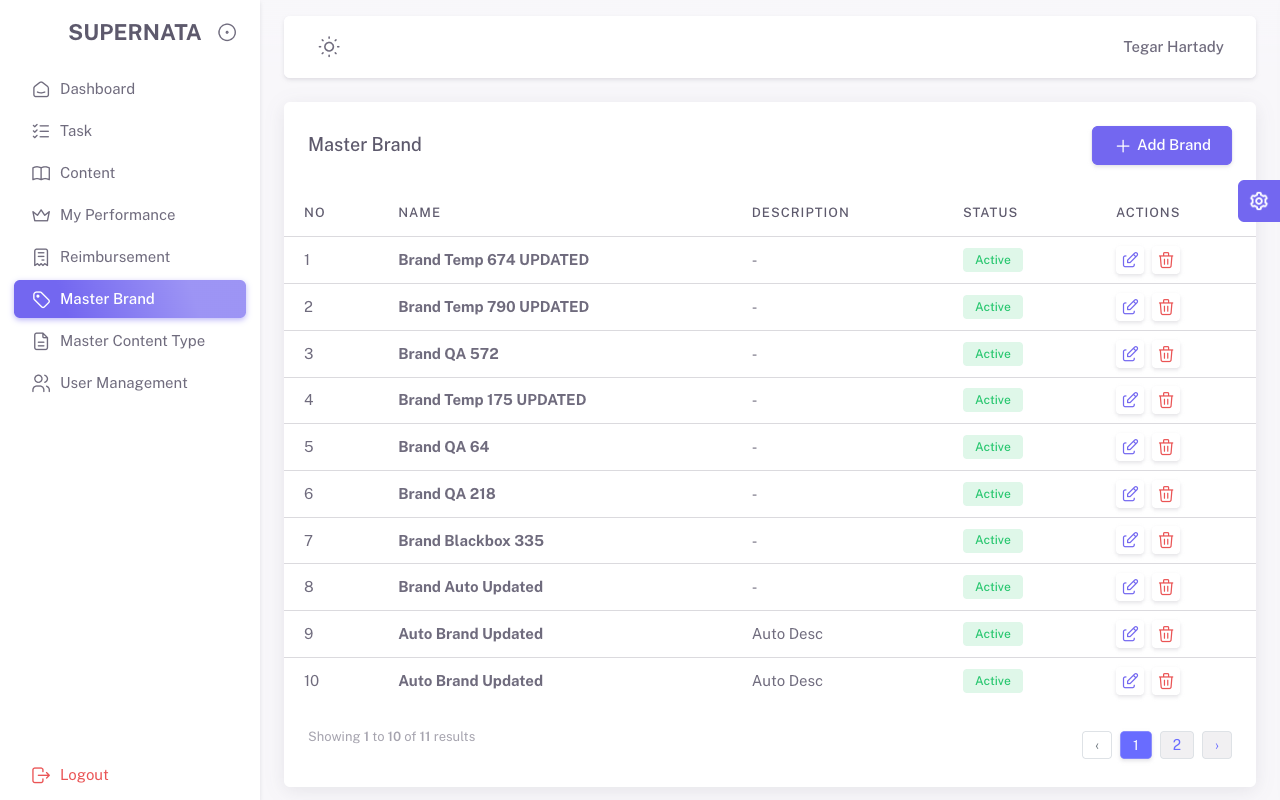 SUPERNATA
Dashboard
Task
Content
My Performance
Reimbursement
Master Brand
Master Content Type
User Management
Logout
Tegar Hartady
Master Brand
Add Brand
NO NAME DESCRIPTION STATUS ACTIONS
1 Brand Temp 674 UPDATED - Active
2 Brand Temp 790 UPDATED - Active
3 Brand QA 572 - Active
4 Brand Temp 175 UPDATED - Active
5 Brand QA 64 - Active
6 Brand QA 218 - Active
7 Brand Blackbox 335 - Active
8 Brand Auto Updated - Active
9 Auto Brand Updated Auto Desc Active
10 Auto Brand Updated Auto Desc Active
Showing 1 to 10 of 11 results
‹ 1 2 ›